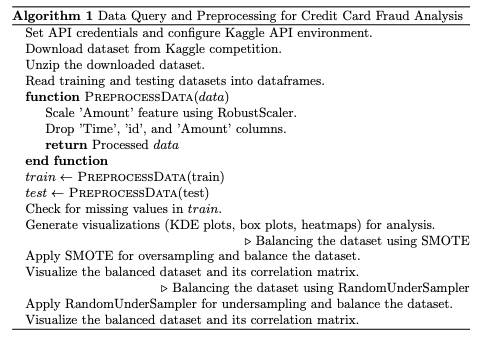 Algorithm 1 Data Query and Preprocessing for Credit Card Fraud Analysis
Set API credentials and configure Kaggle API environment.
Download dataset from Kaggle competition.
Unzip the downloaded dataset.
Read training and testing datasets into dataframes.
function PREPROCESSDATA(data)
Scale 'Amount' feature using RobustScaler.
Drop 'Time', 'id', and 'Amount' columns.
return Processed data
end function
train ← PREPROCESSDATA(train)
test ← PREPROCESSDATA(test)
Check for missing values in train.
Generate visualizations (KDE plots, box plots, heatmaps) for analysis.
▷ Balancing the dataset using SMOTE
Apply SMOTE for oversampling and balance the dataset.
Visualize the balanced dataset and its correlation matrix.
▷ Balancing the dataset using RandomUnderSampler
Apply RandomUnderSampler for undersampling and balance the dataset.
Visualize the balanced dataset and its correlation matrix.